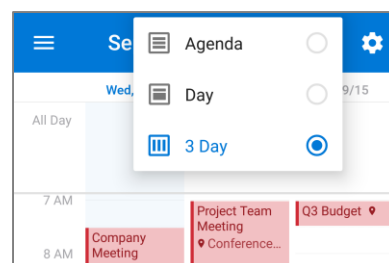 Se
Agenda
Day
3 Day
Wed,
9/15
All Day
7 AM
8 AM
Company
Meeting
Project Team
Meeting
Conference...
Q3 Budget